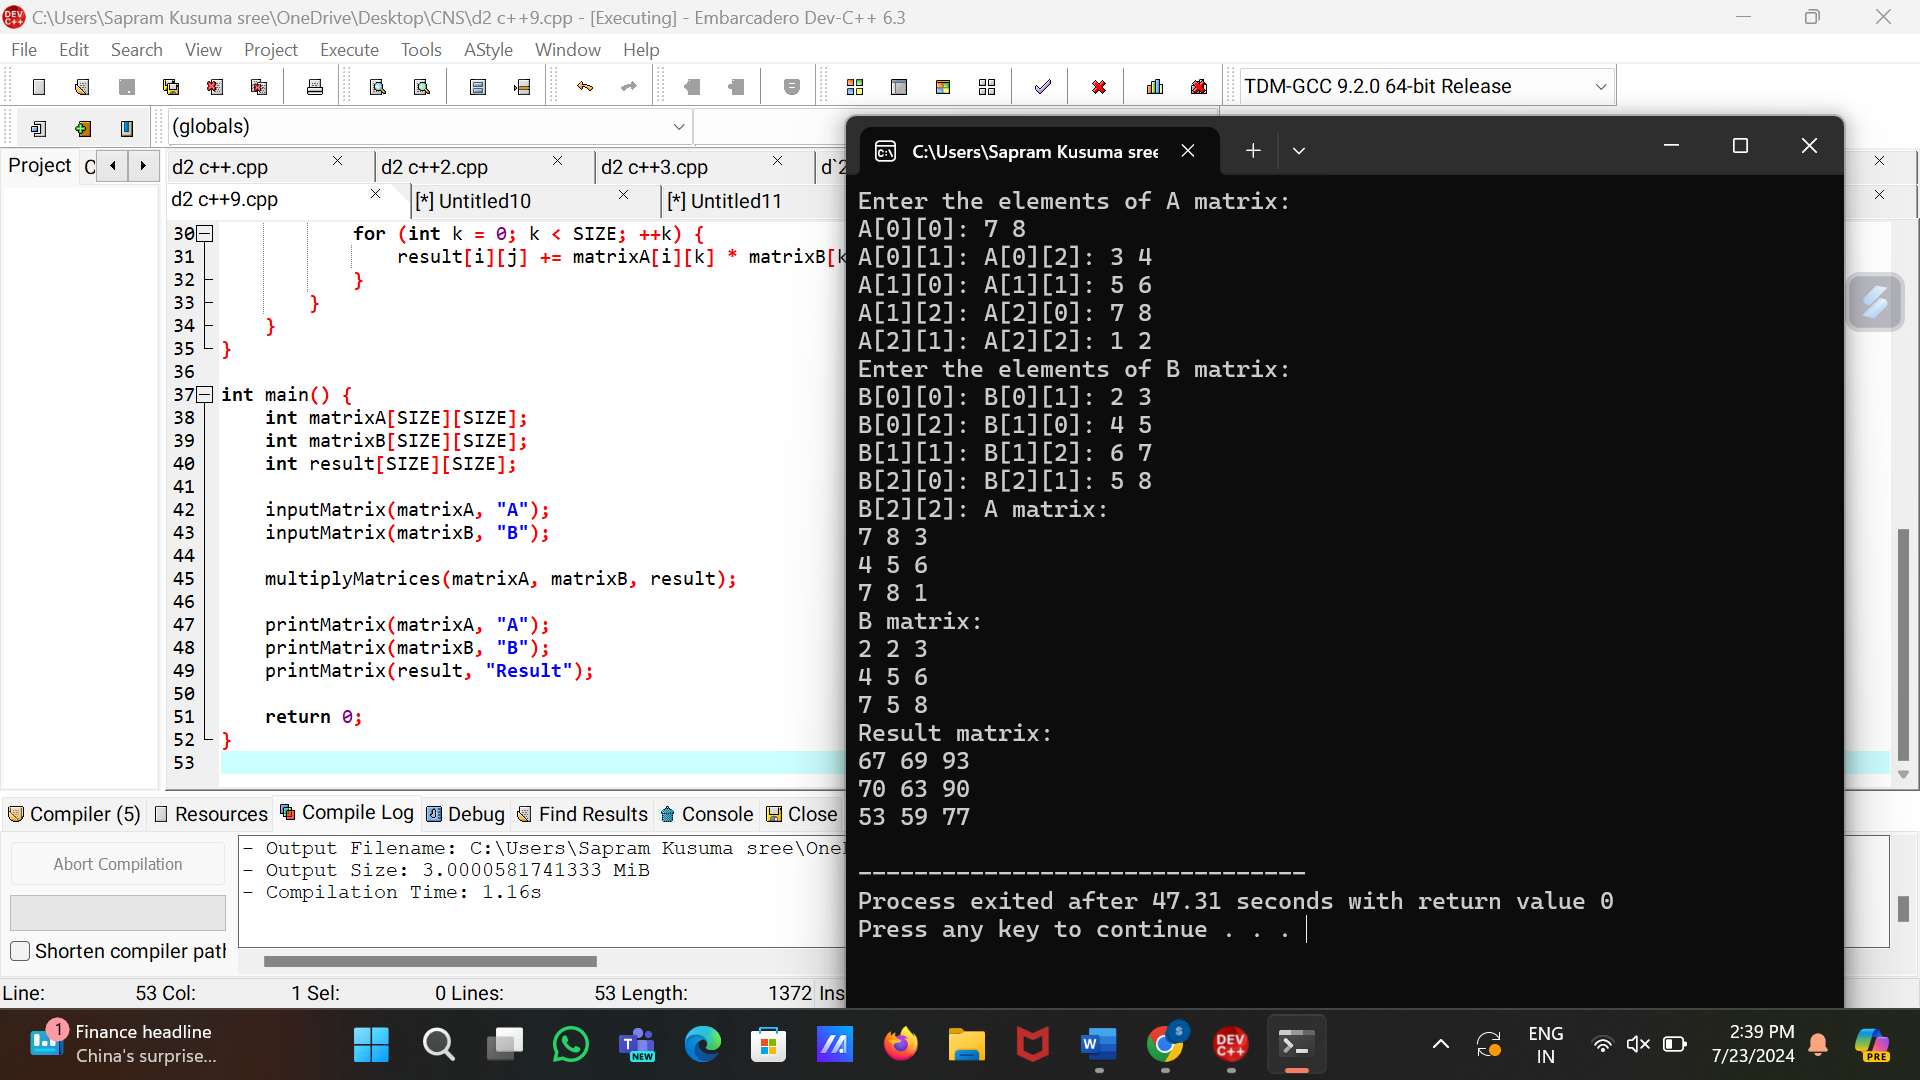 C:\Users\Sapram Kusuma sree\OneDrive\Desktop\CNS\d2 c++9.cpp - [Executing] - Embarcadero Dev-C++ 6.3
File Edit Search View Project Execute Tools AStyle Window Help
TDM-GCC 9.2.0 64-bit Release
(globals)
Project
d2 c++.cpp
d2 c++2.cpp
d2 c++3.cpp
d2 c++9.cpp
[*] Untitled10
[*] Untitled11
30 for (int k = 0; k < SIZE; ++k) {
31 result[i][j] += matrixA[i][k] * matrixB[k
32 }
33 }
34 }
35 }
36
37 int main() {
38 int matrixA[SIZE][SIZE];
39 int matrixB[SIZE][SIZE];
40 int result[SIZE][SIZE];
41
42 inputMatrix(matrixA, "A");
43 inputMatrix(matrixB, "B");
44
45 multiplyMatrices(matrixA, matrixB, result);
46
47 printMatrix(matrixA, "A");
48 printMatrix(matrixB, "B");
49 printMatrix(result, "Result");
50
51 return 0;
52 }
53
C:\Users\Sapram Kusuma sree
Enter the elements of A matrix:
A[0][0]: 7 8
A[0][1]: A[0][2]: 3 4
A[1][0]: A[1][1]: 5 6
A[1][2]: A[2][0]: 7 8
A[2][1]: A[2][2]: 1 2
Enter the elements of B matrix:
B[0][0]: B[0][1]: 2 3
B[0][2]: B[1][0]: 4 5
B[1][1]: B[1][2]: 6 7
B[2][0]: B[2][1]: 5 8
B[2][2]: A matrix:
7 8 3
4 5 6
7 8 1
B matrix:
2 2 3
4 5 6
7 5 8
Result matrix:
67 69 93
70 63 90
53 59 77
--------------------------------
Process exited after 47.31 seconds with return value 0
Press any key to continue . . .
Compiler (5) Resources Compile Log Debug Find Results Console Close
Abort Compilation
Shorten compiler path
- Output Filename: C:\Users\Sapram Kusuma sree\OneD
- Output Size: 3.0000581741333 MiB
- Compilation Time: 1.16s
Line: 53 Col: 1 Sel: 0 Lines: 53 Length: 1372 Ins
1
Finance headline
China's surprise...
NEW
DEV C++
ENG
IN
2:39 PM
7/23/2024
PRE